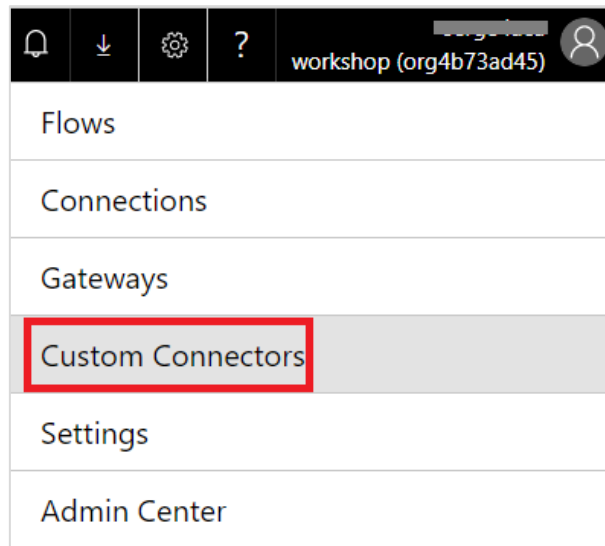 ?
workshop (org4b73ad45)
Flows
Connections
Gateways
Custom Connectors
Settings
Admin Center